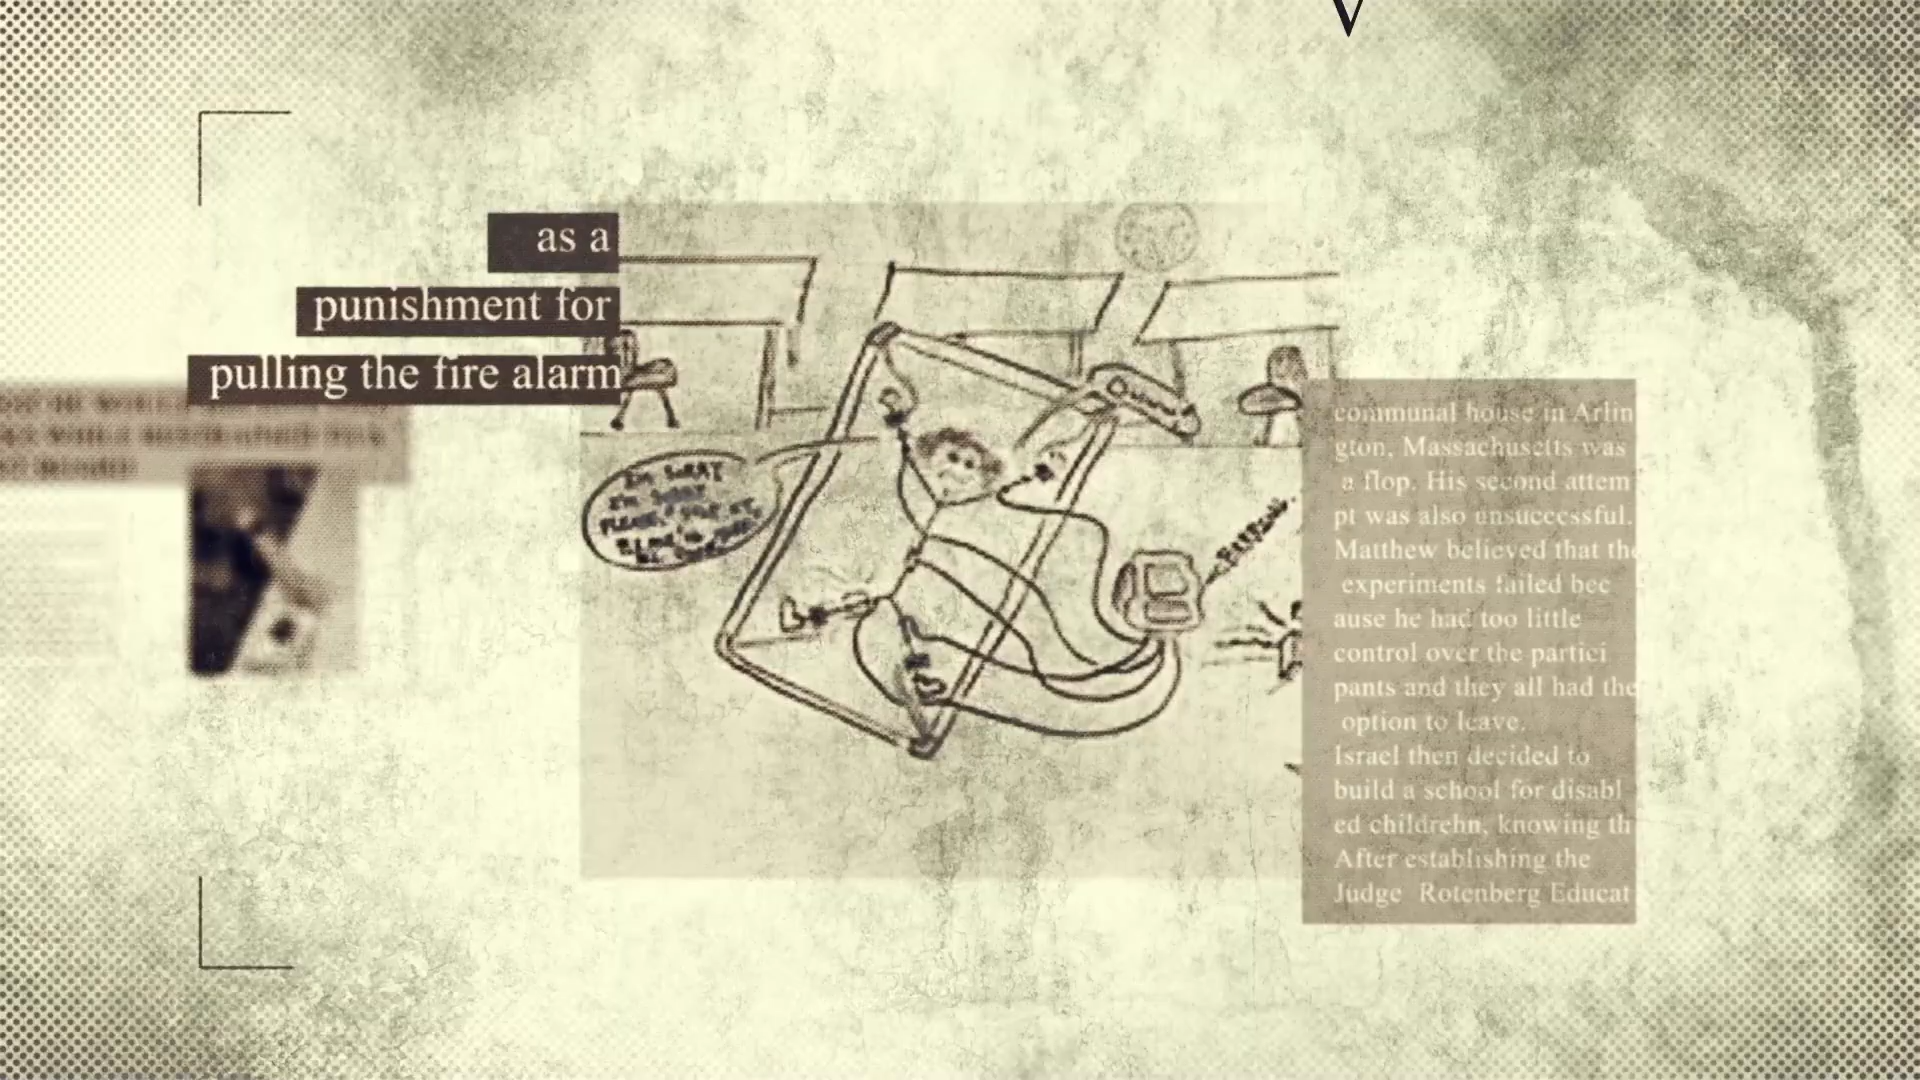 V
as a
punishment for
pulling the fire alarm
I'M SORRY
I'M SORRY
communal house in Arlin
gton, Massachusetts was
a flop. His second attem
pt was also unsuccessful.
Matthew believed that the
experiments failed bec
ause he had too little
control over the partici
pants and they all had the
option to leave.
Israel then decided to
build a school for disabl
ed childrehn, knowing th
After establishing the
Judge Rotenberg Educat